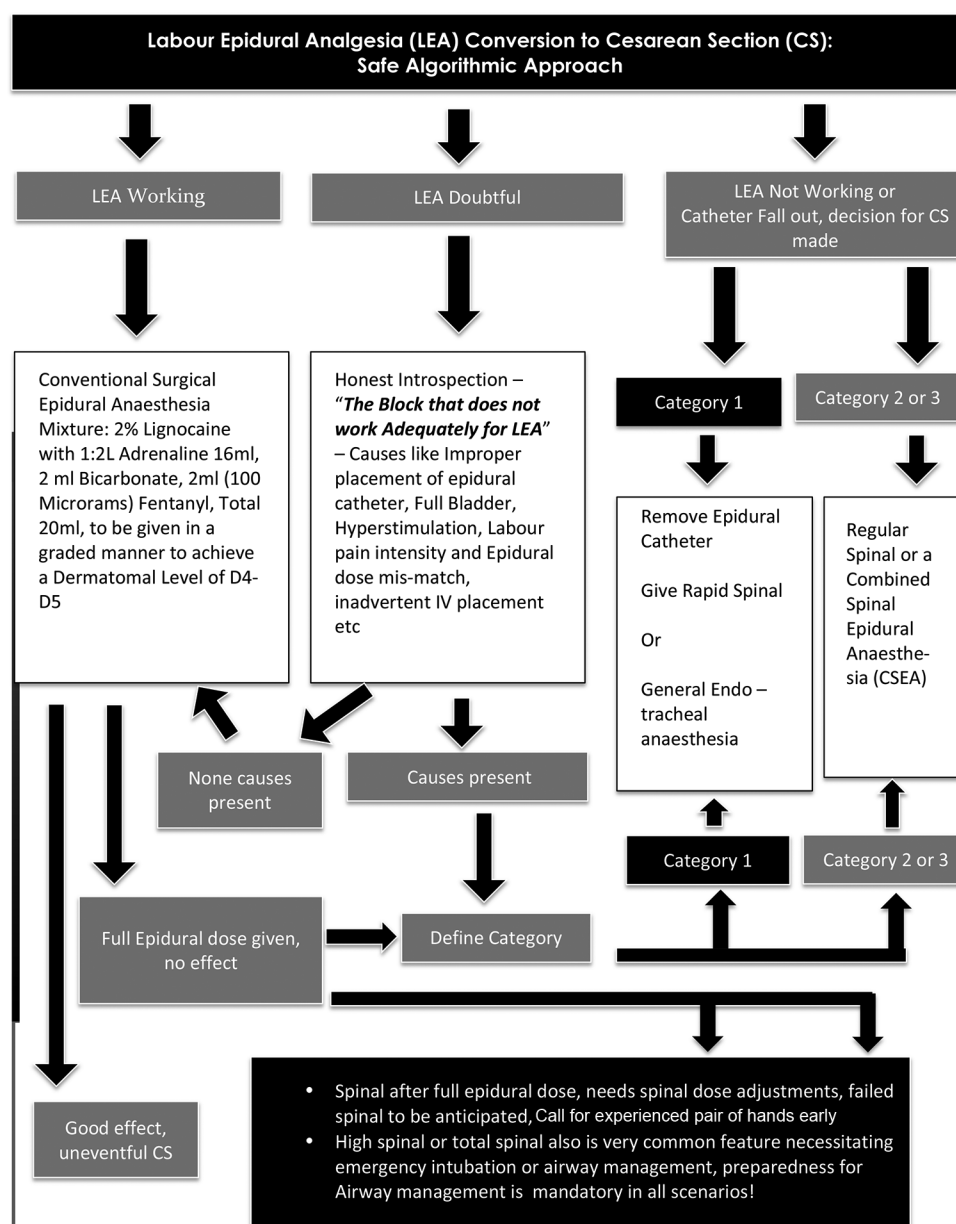 Labour Epidural Analgesia (LEA) Conversion to Cesarean Section (CS):
Safe Algorithmic Approach
LEA Working
LEA Doubtful
LEA Not Working or
Catheter Fall out, decision for CS
made
Conventional Surgical
Epidural Anaesthesia
Mixture: 2% Lignocaine
with 1:2L Adrenaline 16ml,
2 ml Bicarbonate, 2ml (100
Microrams) Fentanyl, Total
20ml, to be given in a
graded manner to achieve
a Dermatomal Level of D4-
D5
Honest Introspection –
“The Block that does not
work Adequately for LEA”
– Causes like Improper
placement of epidural
catheter, Full Bladder,
Hyperstimulation, Labour
pain intensity and Epidural
dose mis-match,
inadvertent IV placement
etc
Category 1
Category 2 or 3
Remove Epidural
Catheter
Give Rapid Spinal
Or
General Endo –
tracheal
anaesthesia
Regular
Spinal or a
Combined
Spinal
Epidural
Anaesthe-
sia (CSEA)
None causes
present
Causes present
Category 1
Category 2 or 3
Full Epidural dose given,
no effect
Define Category
Good effect,
uneventful CS
• Spinal after full epidural dose, needs spinal dose adjustments, failed
spinal to be anticipated, Call for experienced pair of hands early
• High spinal or total spinal also is very common feature necessitating
emergency intubation or airway management, preparedness for
Airway management is mandatory in all scenarios!